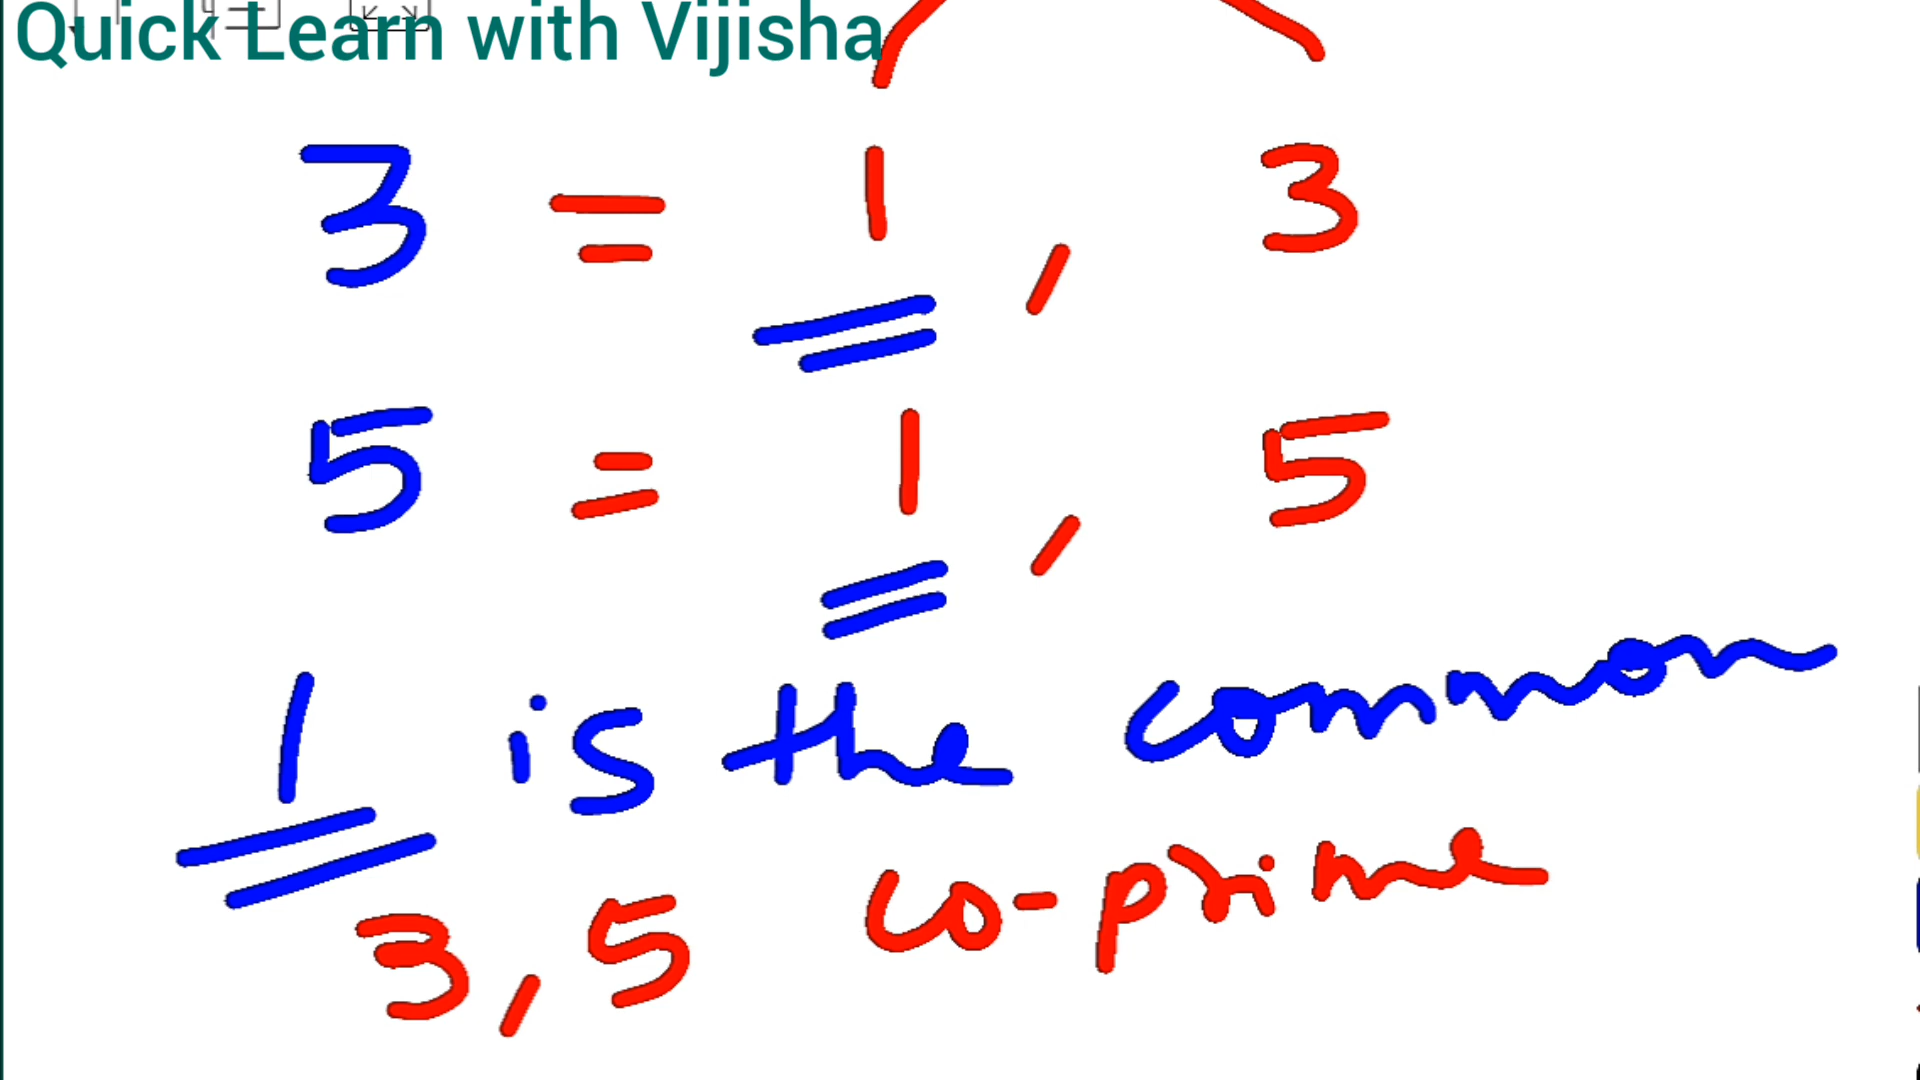 Quick Learn with Vijisha
3 = 1, 3
5 = 1, 5
1 is the common
3, 5 co-prime